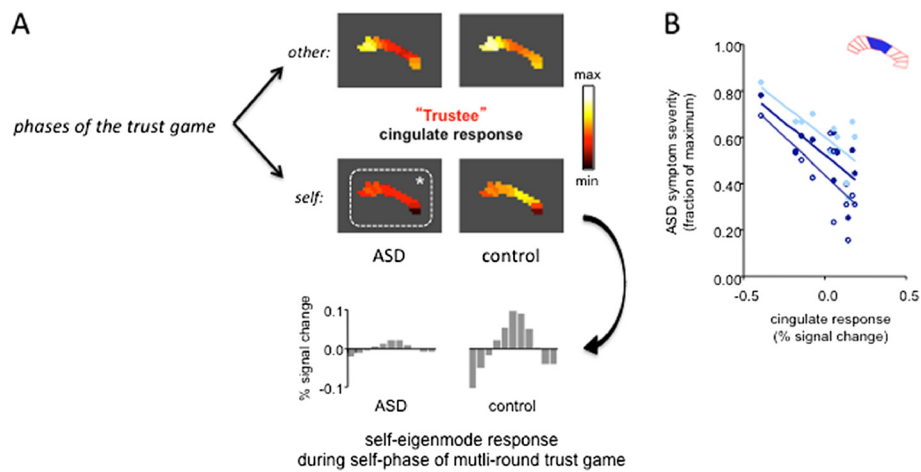 A
other:
phases of the trust game
"Trustee"
cingulate response
max
min
self:
*
ASD
control
% signal change
0.1
0.0
-0.1
ASD
control
self-eigenmode response
during self-phase of mutli-round trust game
B
ASD symptom severity
(fraction of maximum)
1.00
0.80
0.60
0.40
0.20
0.00
-0.5
0.0
0.5
cingulate response
(% signal change)